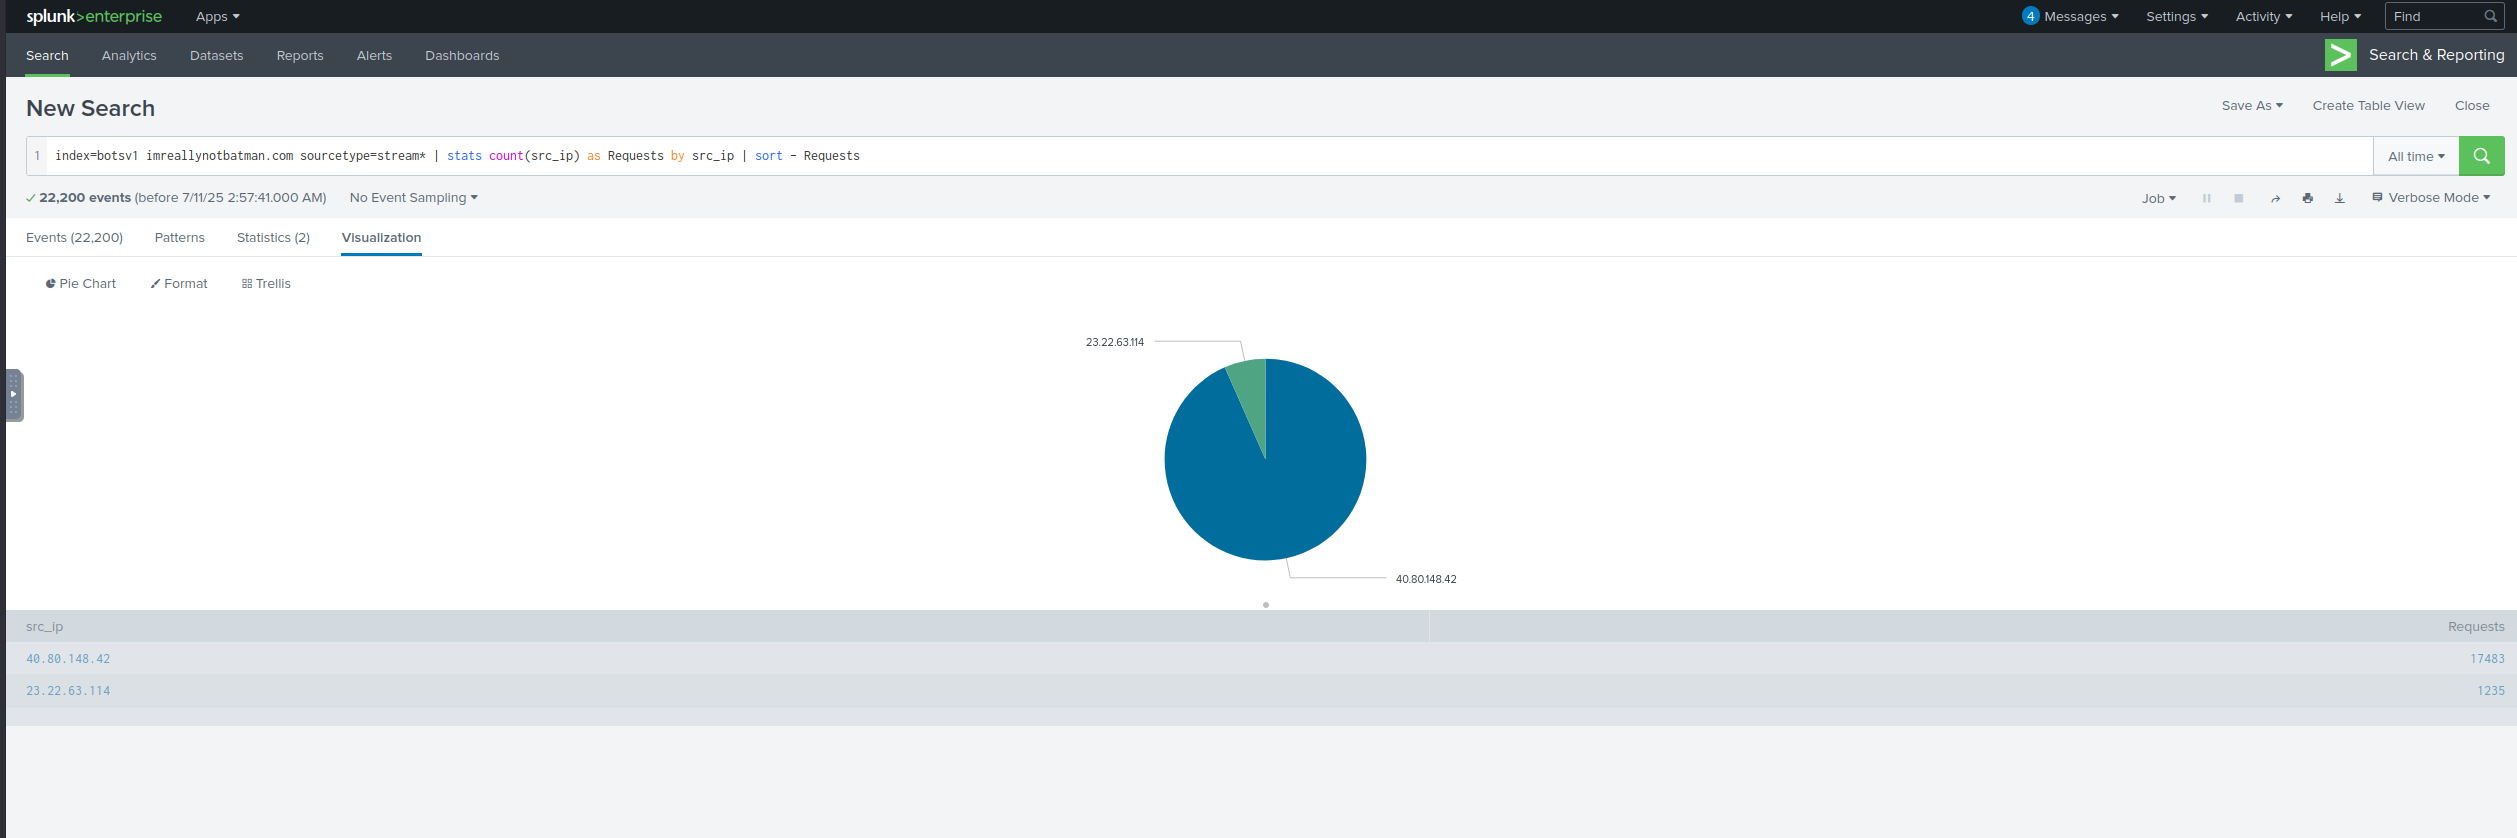 splunk>enterprise Apps 4 Messages Settings Activity Help Find
Search Analytics Datasets Reports Alerts Dashboards Search & Reporting
New Search Save As Create Table View Close
1 index=botsv1 imreallynotbatman.com sourcetype=stream* | stats count(src_ip) as Requests by src_ip | sort - Requests All time
22,200 events (before 7/11/25 2:57:41.000 AM) No Event Sampling Job Verbose Mode
Events (22,200) Patterns Statistics (2) Visualization
Pie Chart Format Trellis
23.22.63.114
40.80.148.42
src_ip Requests
40.80.148.42 17483
23.22.63.114 1235